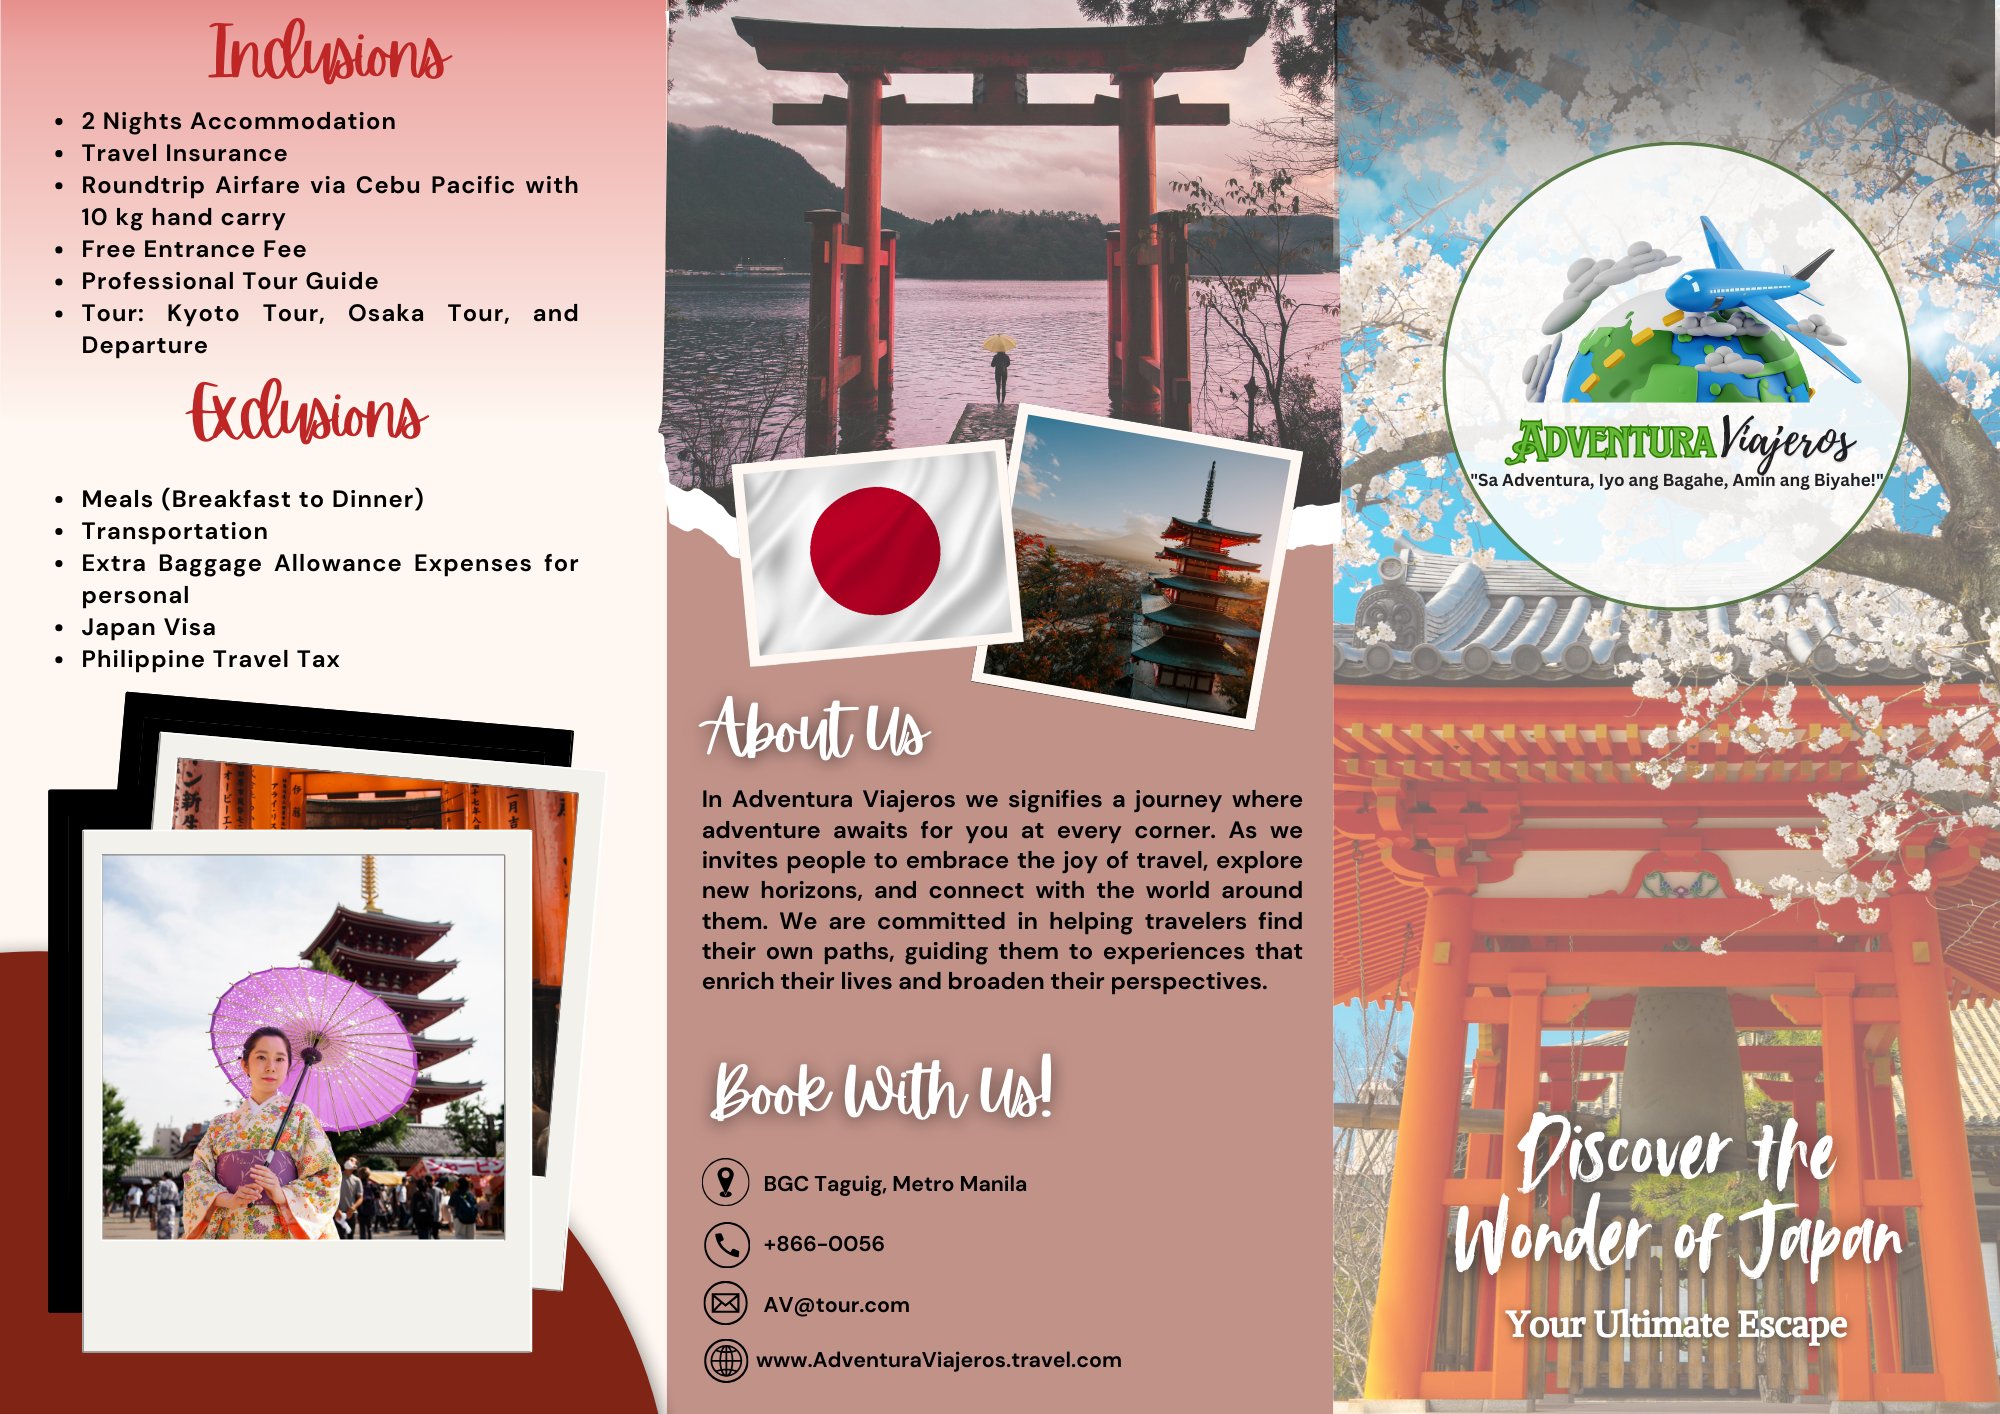 Inclusions
• 2 Nights Accommodation
• Travel Insurance
• Roundtrip Airfare via Cebu Pacific with
10 kg hand carry
• Free Entrance Fee
• Professional Tour Guide
• Tour: Kyoto Tour, Osaka Tour, and
Departure
Exclusions
• Meals (Breakfast to Dinner)
• Transportation
• Extra Baggage Allowance Expenses for
personal
• Japan Visa
• Philippine Travel Tax
About Us
In Adventura Viajeros we signifies a journey where
adventure awaits for you at every corner. As we
invites people to embrace the joy of travel, explore
new horizons, and connect with the world around
them. We are committed in helping travelers find
their own paths, guiding them to experiences that
enrich their lives and broaden their perspectives.
Book With Us!
BGC Taguig, Metro Manila
+866-0056
AV@tour.com
www.AdventuraViajeros.travel.com
ADVENTURA Viajeros
"Sa Adventura, Iyo ang Bagahe, Amin ang Biyahe!"
Discover the
Wonder of Japan
Your Ultimate Escape